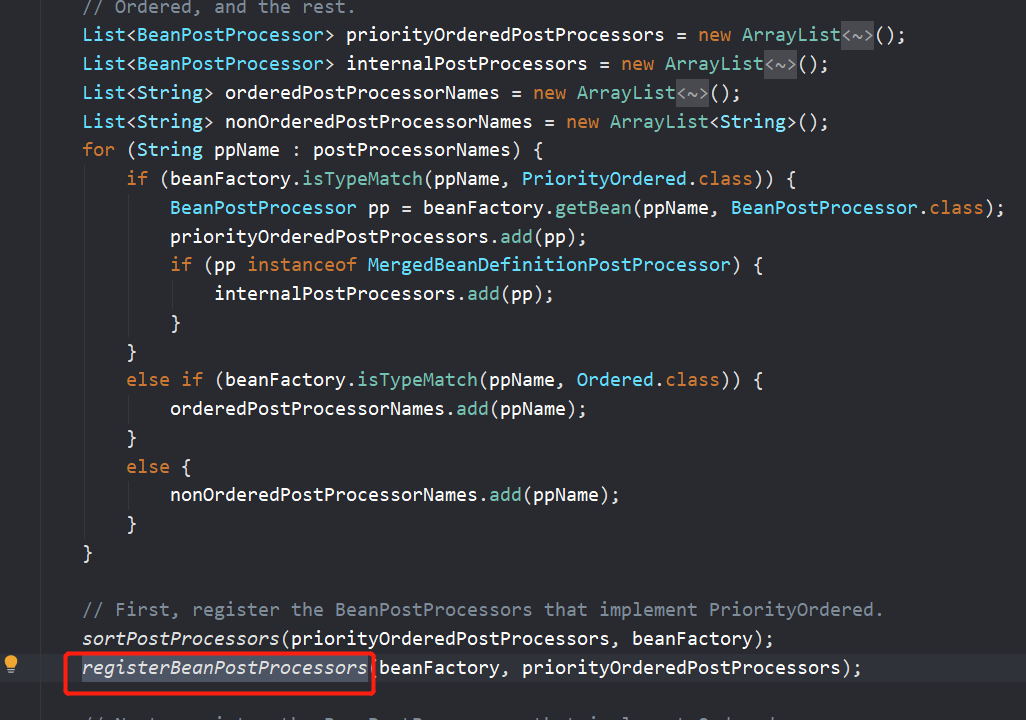 // Ordered, and the rest.
List<BeanPostProcessor> priorityOrderedPostProcessors = new ArrayList<~>();
List<BeanPostProcessor> internalPostProcessors = new ArrayList<~>();
List<String> orderedPostProcessorNames = new ArrayList<~>();
List<String> nonOrderedPostProcessorNames = new ArrayList<String>();
for (String ppName : postProcessorNames) {
if (beanFactory.isTypeMatch(ppName, PriorityOrdered.class)) {
BeanPostProcessor pp = beanFactory.getBean(ppName, BeanPostProcessor.class);
priorityOrderedPostProcessors.add(pp);
if (pp instanceof MergedBeanDefinitionPostProcessor) {
internalPostProcessors.add(pp);
}
}
else if (beanFactory.isTypeMatch(ppName, Ordered.class)) {
orderedPostProcessorNames.add(ppName);
}
else {
nonOrderedPostProcessorNames.add(ppName);
}
}
// First, register the BeanPostProcessors that implement PriorityOrdered.
sortPostProcessors(priorityOrderedPostProcessors, beanFactory);
registerBeanPostProcessors(beanFactory, priorityOrderedPostProcessors);